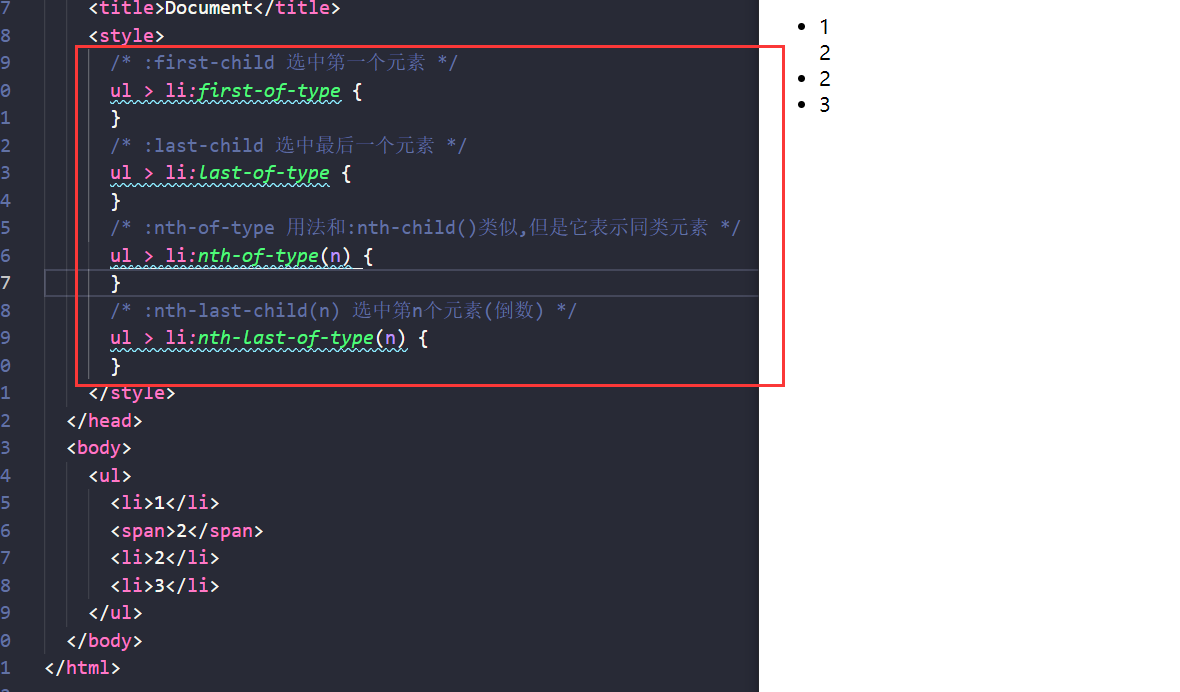 7 <title>Document</title>
8 <style>
9 /* :first-child 选中第一个元素 */
0 ul > li:first-of-type {
1 }
2 /* :last-child 选中最后一个元素 */
3 ul > li:last-of-type {
4 }
5 /* :nth-of-type 用法和:nth-child()类似,但是它表示同类元素 */
6 ul > li:nth-of-type(n) {
7 }
8 /* :nth-last-child(n) 选中第n个元素(倒数) */
9 ul > li:nth-last-of-type(n) {
0 }
1 </style>
2 </head>
3 <body>
4 <ul>
5 <li>1</li>
6 <span>2</span>
7 <li>2</li>
8 <li>3</li>
9 </ul>
0 </body>
1 </html>
• 1
2
• 2
• 3